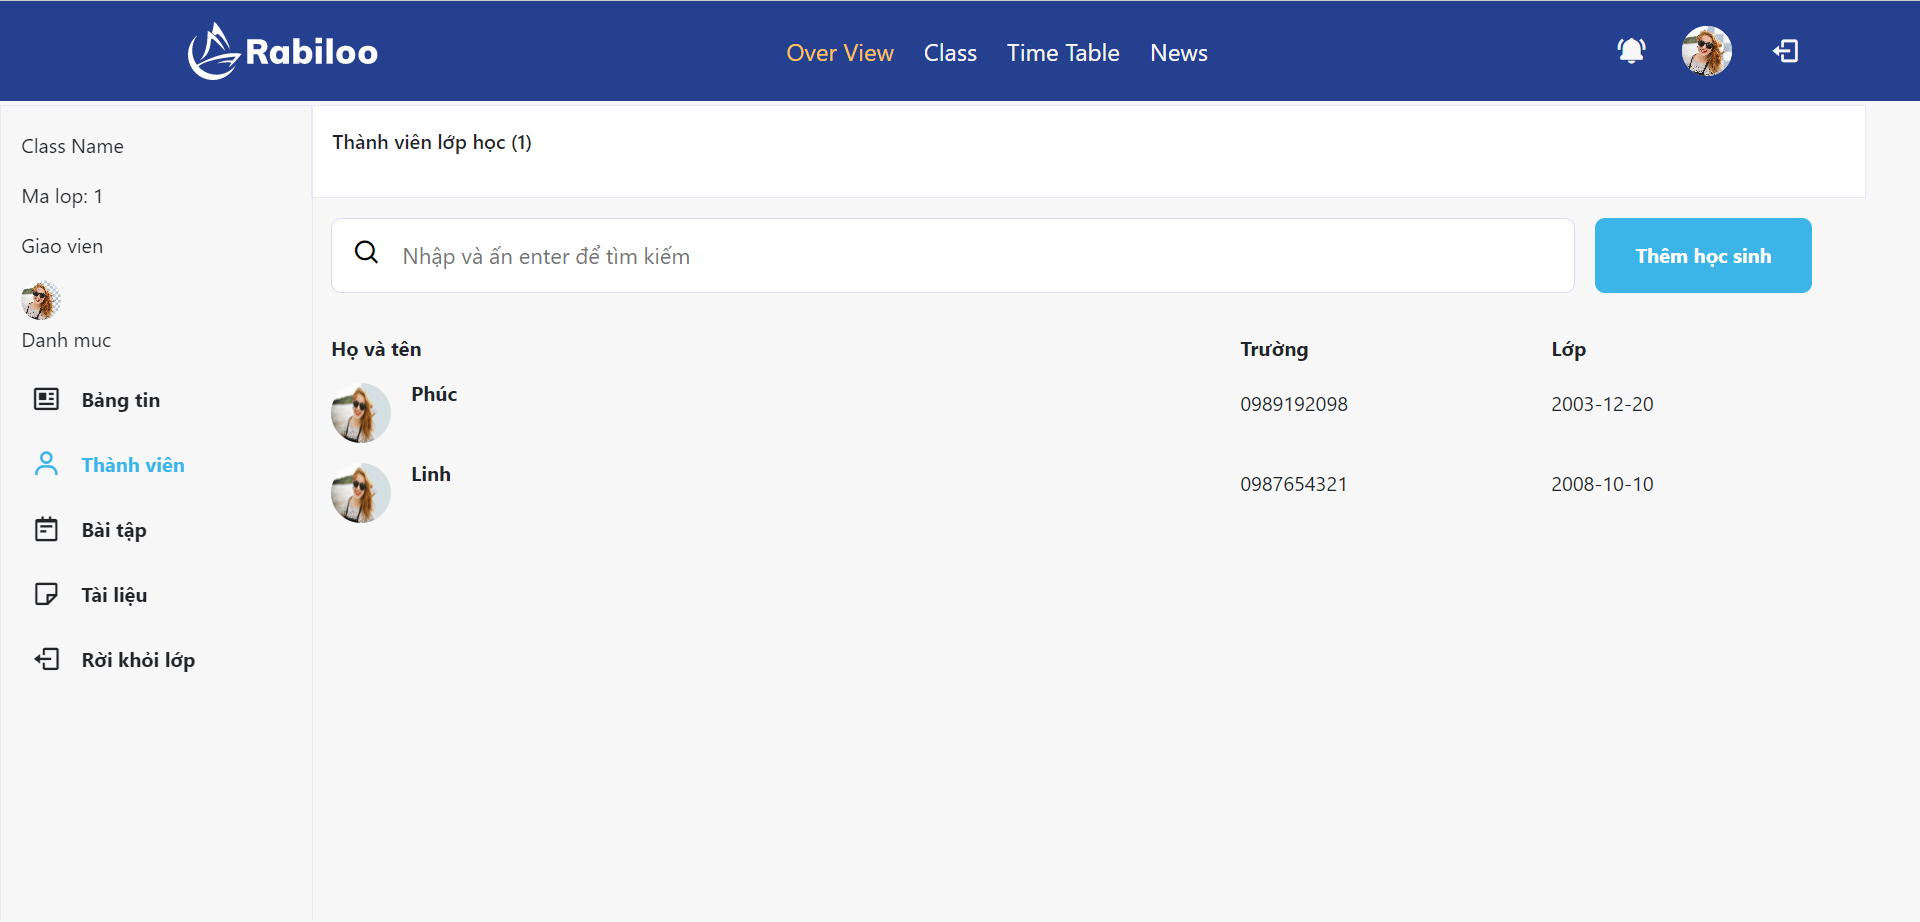 Rabiloo
Over View Class Time Table News
Class Name
Ma lop: 1
Giao vien
Danh muc
Bảng tin
Thành viên
Bài tập
Tài liệu
Rời khỏi lớp
Thành viên lớp học (1)
Nhập và ấn enter để tìm kiếm
Thêm học sinh
Họ và tên Trường Lớp
Phúc 0989192098 2003-12-20
Linh 0987654321 2008-10-10